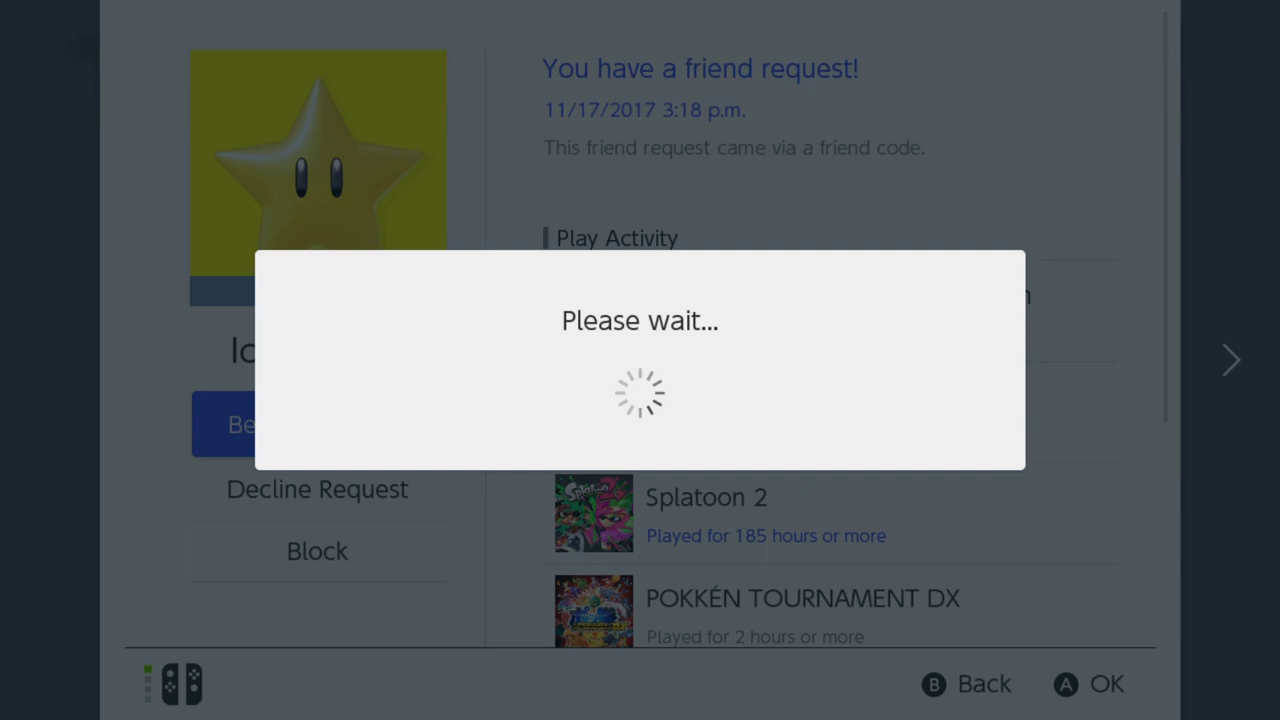 You have a friend request!
11/17/2017 3:18 p.m.
This friend request came via a friend code.
Play Activity
Please wait...
Decline Request
Block
Splatoon 2
Splatoon 2
Played for 185 hours or more
POKKÉN TOURNAMENT DX
Played for 2 hours or more
B Back
A OK